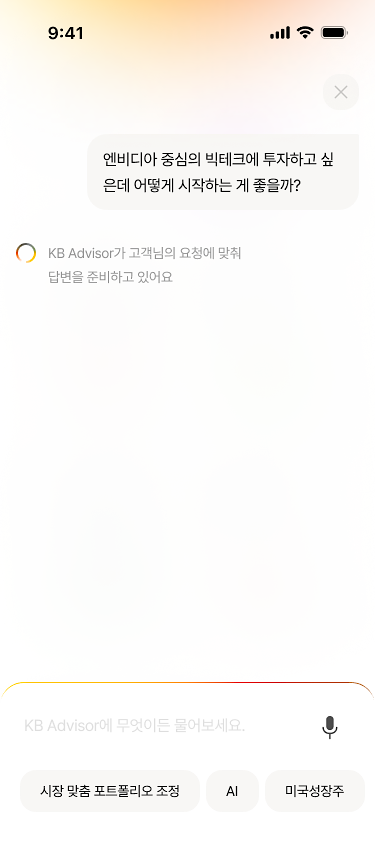 9:41
엔비디아 중심의 빅테크에 투자하고 싶
은데 어떻게 시작하는 게 좋을까?
KB Advisor가 고객님의 요청에 맞춰
답변을 준비하고 있어요
KB Advisor에 무엇이든 물어보세요.
시장 맞춤 포트폴리오 조정
AI
미국성장주